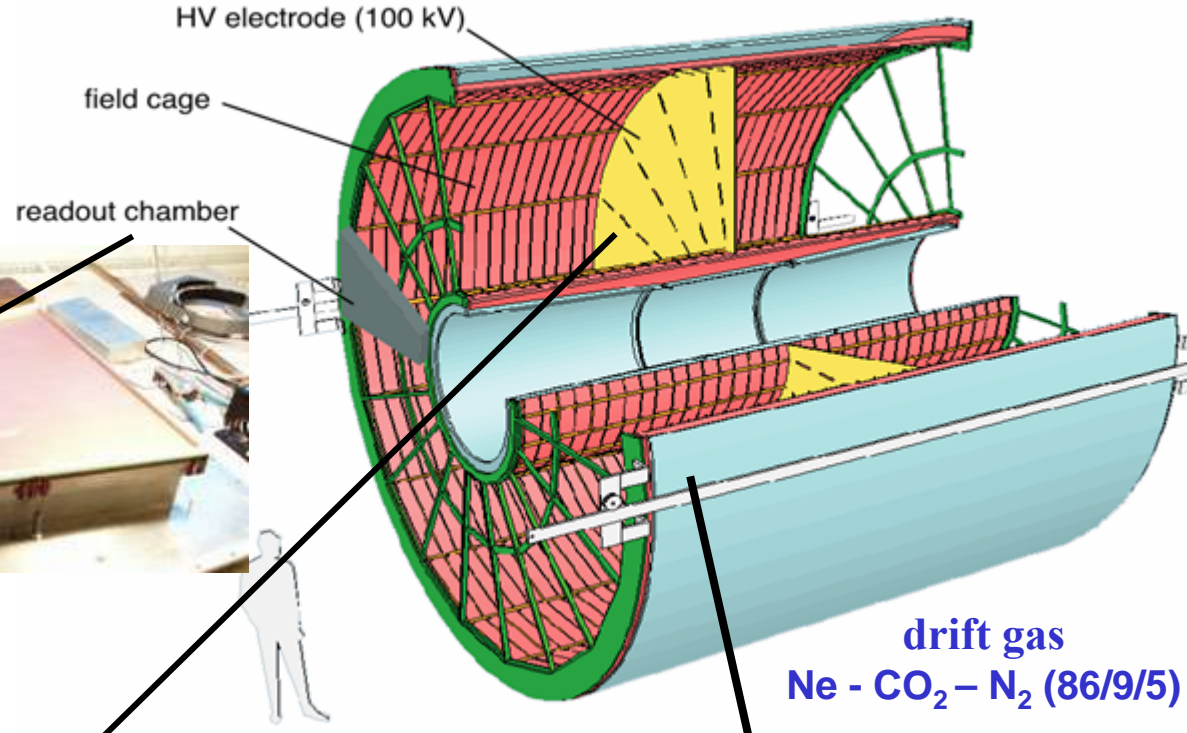 HV electrode (100 kV)
field cage
readout chamber
drift gas
Ne - CO₂ – N₂ (86/9/5)